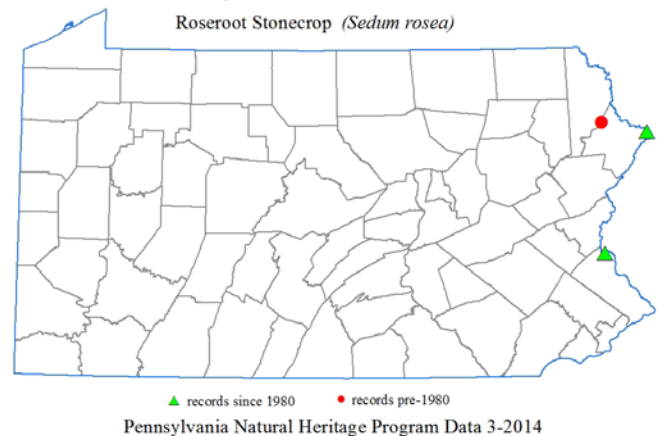 Roseroot Stonecrop (Sedum rosea)
records since 1980 records pre-1980
Pennsylvania Natural Heritage Program Data 3-2014